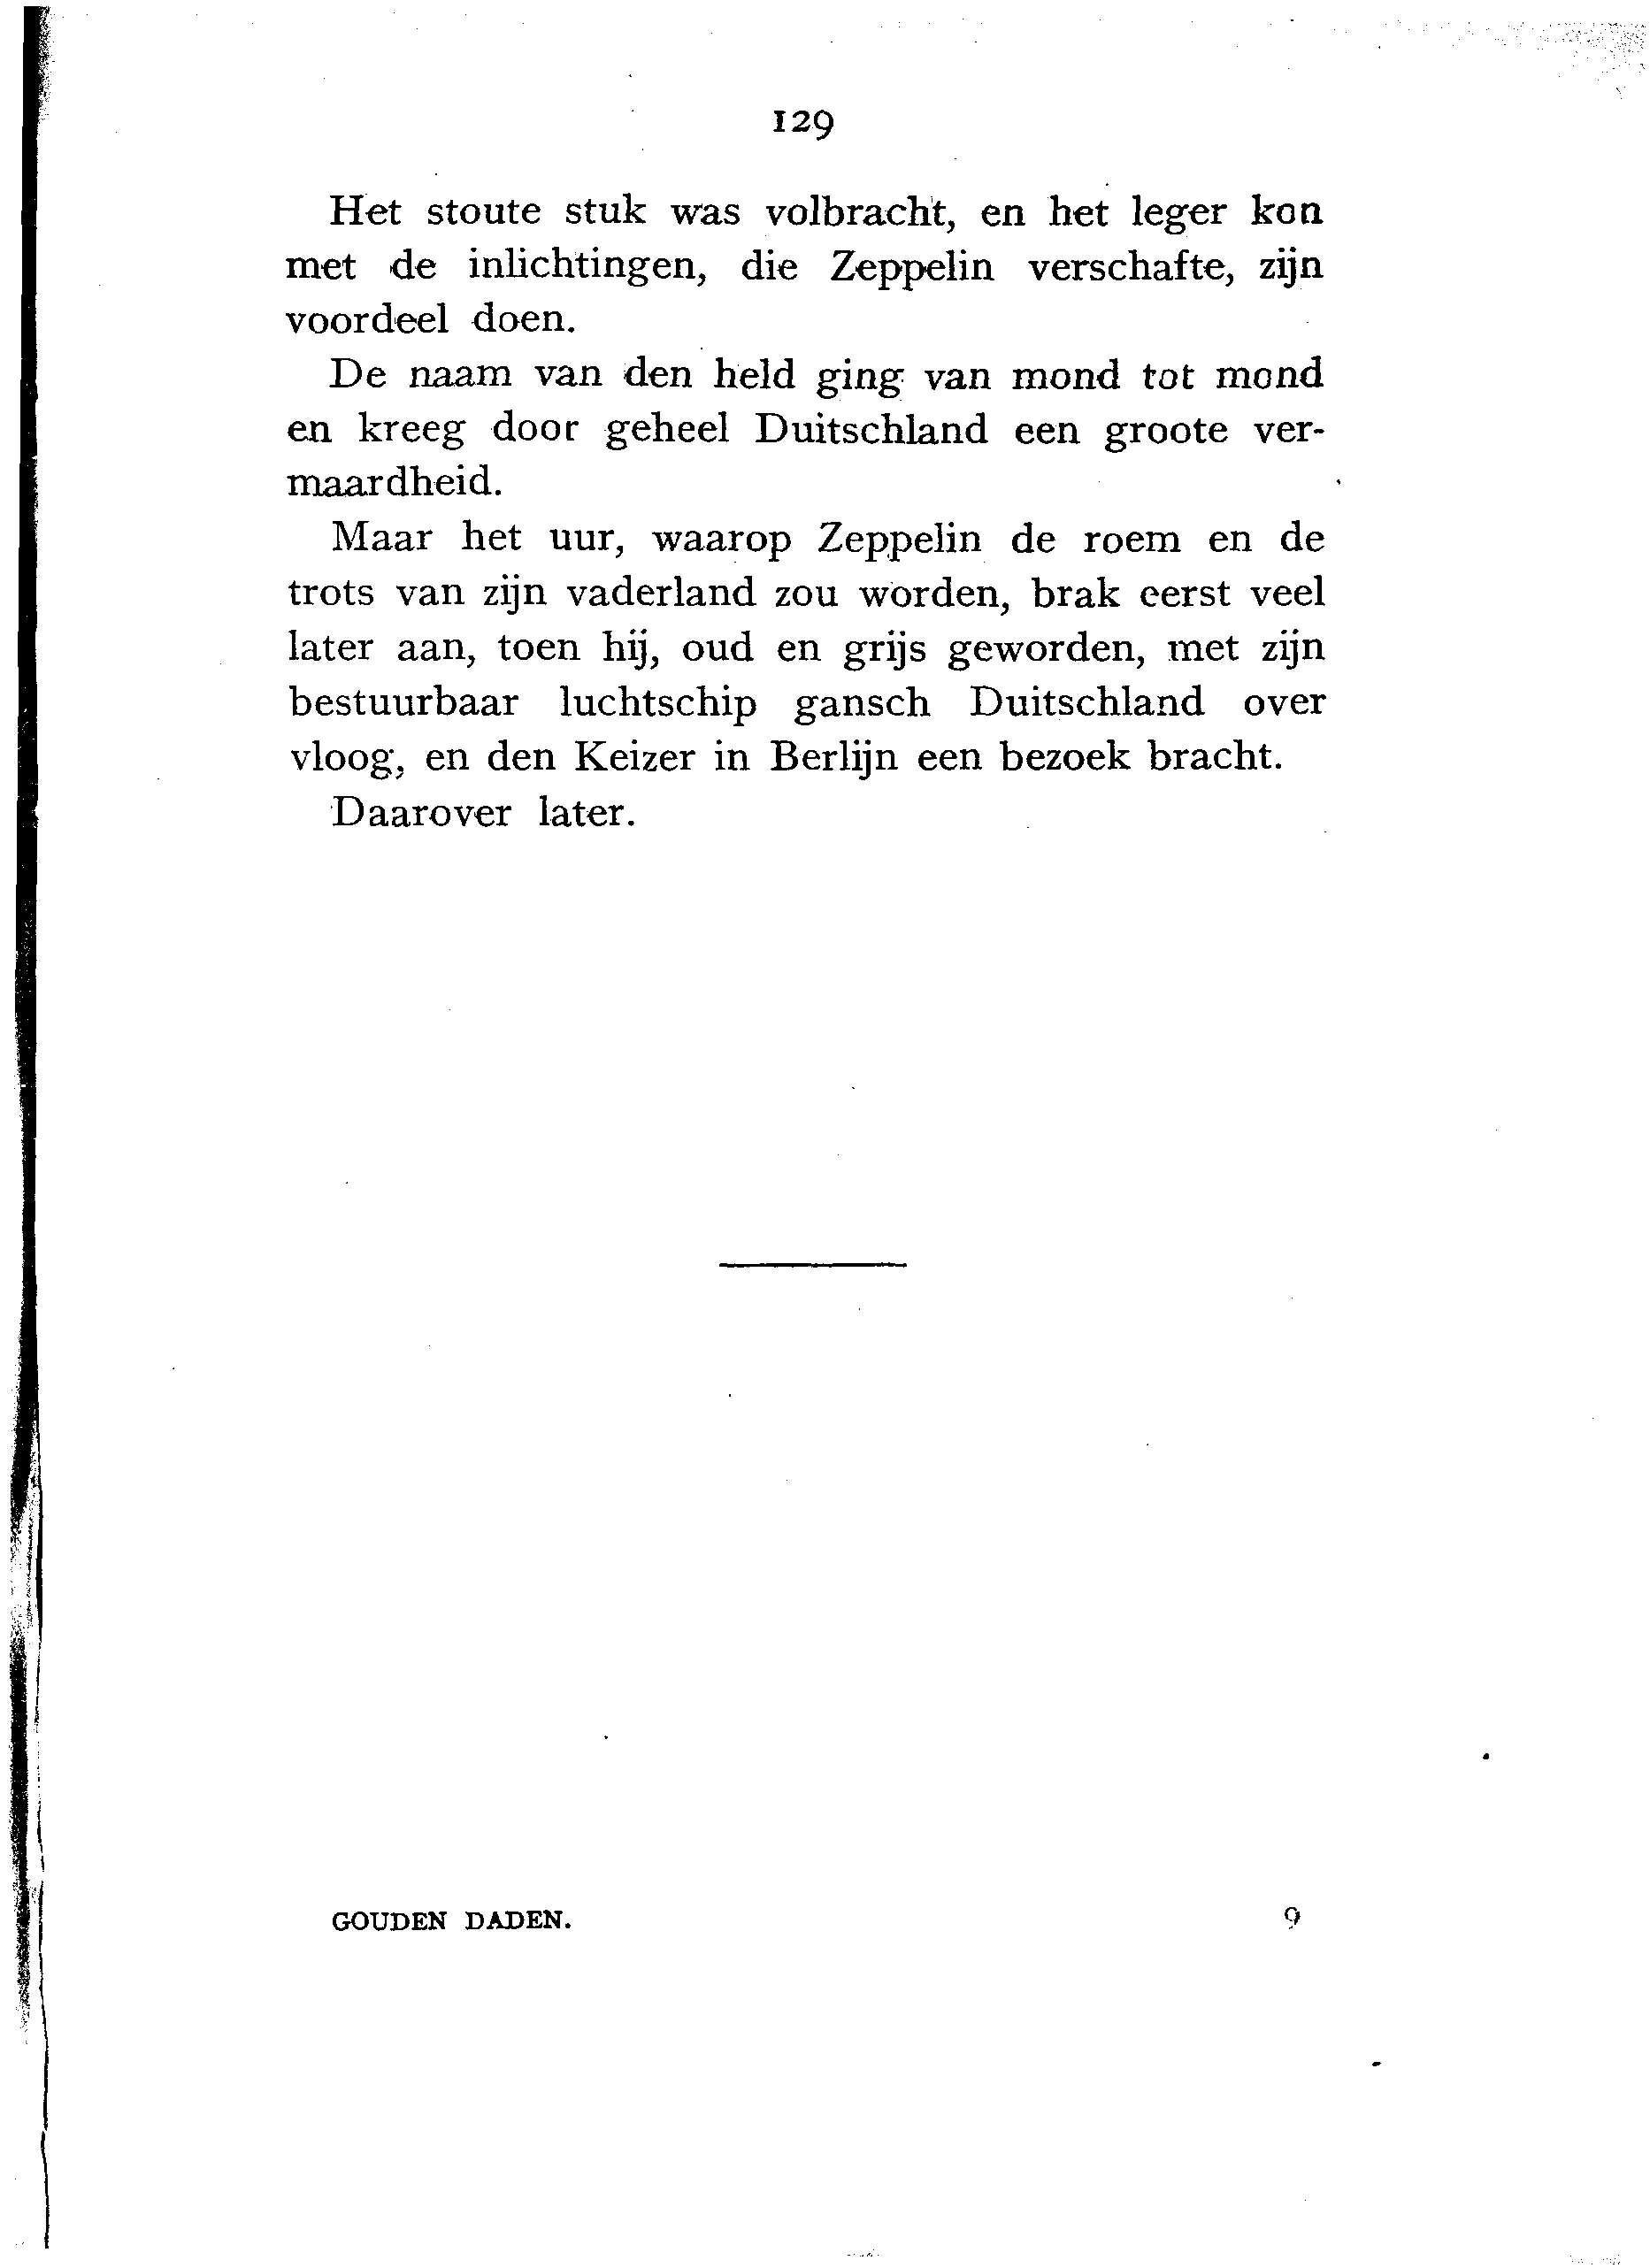 129
Het stoute stuk was volbracht, en het leger kon
met de inlichtingen, die Zeppelin verschafte, zijn
voordeel doen.
De naam van den held ging van mond tot mond
en kreeg door geheel Duitschland een groote ver-
maardheid.
Maar het uur, waarop Zeppelin de roem en de
trots van zijn vaderland zou worden, brak eerst veel
later aan, toen hij, oud en grijs geworden, met zijn
bestuurbaar luchtschip gansch Duitschland over
vloog, en den Keizer in Berlijn een bezoek bracht.
Daarover later.
GOUDEN DADEN. 9